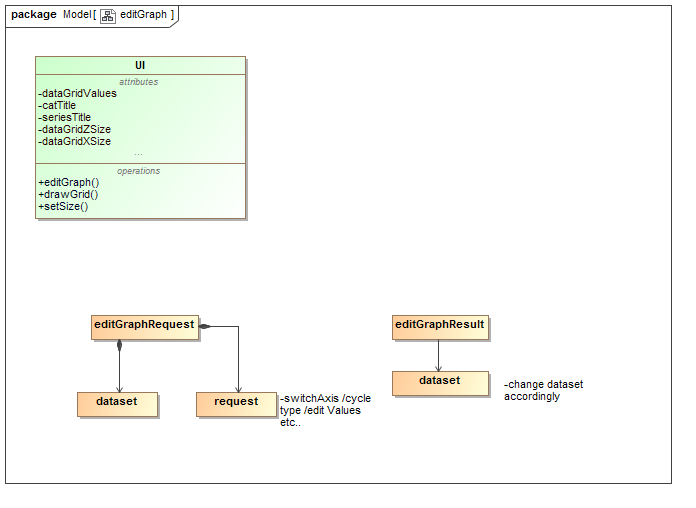 package Model[ editGraph ]
UI
attributes
-dataGridValues
-catTitle
-seriesTitle
-dataGridZSize
-dataGridXSize
...
operations
+editGraph()
+drawGrid()
+setSize()
editGraphRequest
editGraphResult
dataset
request
-switchAxis /cycle
type /edit Values
etc..
dataset
-change dataset
accordingly